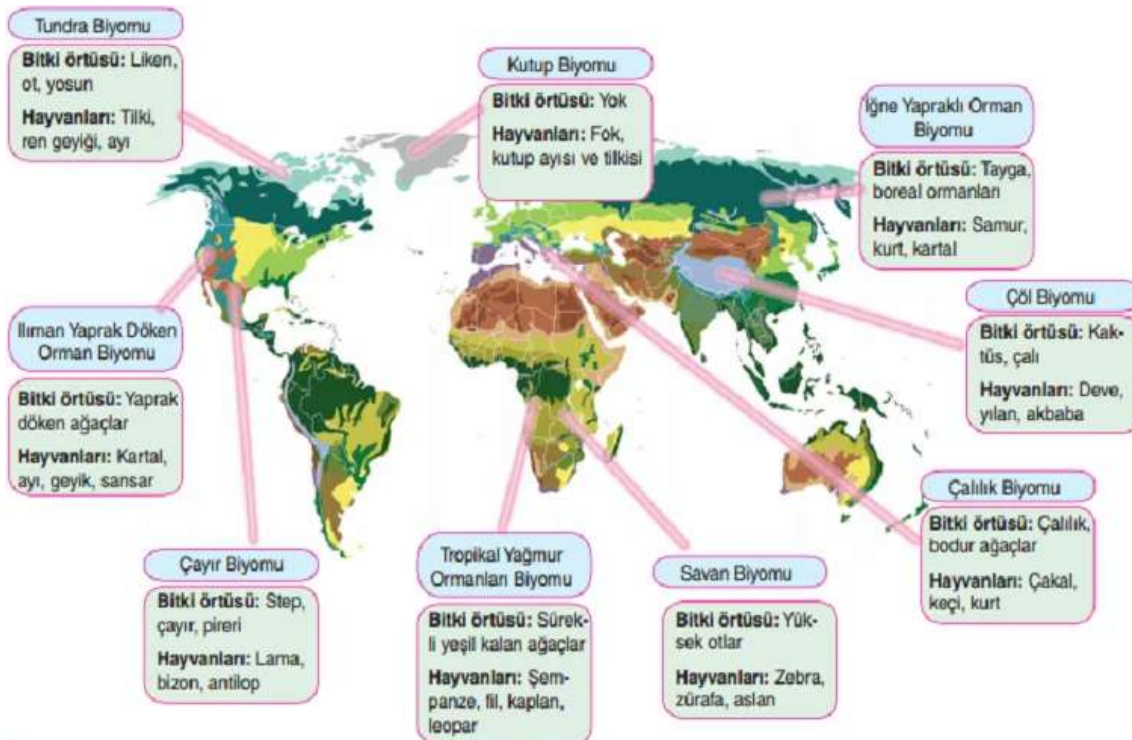 Tundra Biyomu
Bitki örtüsü: Liken,
ot, yosun
Hayvanları: Tilki,
ren geyiği, ayı
Kutup Biyomu
Bitki örtüsü: Yok
Hayvanları: Fok,
kutup ayısı ve tilkisi
İğne Yapraklı Orman
Biyomu
Bitki örtüsü: Tayga,
boreal ormanları
Hayvanları: Samur,
kurt, kartal
Ilıman Yaprak Döken
Orman Biyomu
Bitki örtüsü: Yaprak
döken ağaçlar
Hayvanları: Kartal,
ayı, geyik, sansar
Çöl Biyomu
Bitki örtüsü: Kak-
tüs, çalı
Hayvanları: Deve,
yılan, akbaba
Çayır Biyomu
Bitki örtüsü: Step,
çayır, pireri
Hayvanları: Lama,
bizon, antilop
Tropikal Yağmur
Ormanları Biyomu
Bitki örtüsü: Sürek-
li yeşil kalan ağaçlar
Hayvanları: Şem-
panze, fil, kaplan,
leopar
Savan Biyomu
Bitki örtüsü: Yük-
sek otlar
Hayvanları: Zebra,
zürafa, aslan
Çalılık Biyomu
Bitki örtüsü: Çalılık,
bodur ağaçlar
Hayvanları: Çakal,
keçi, kurt